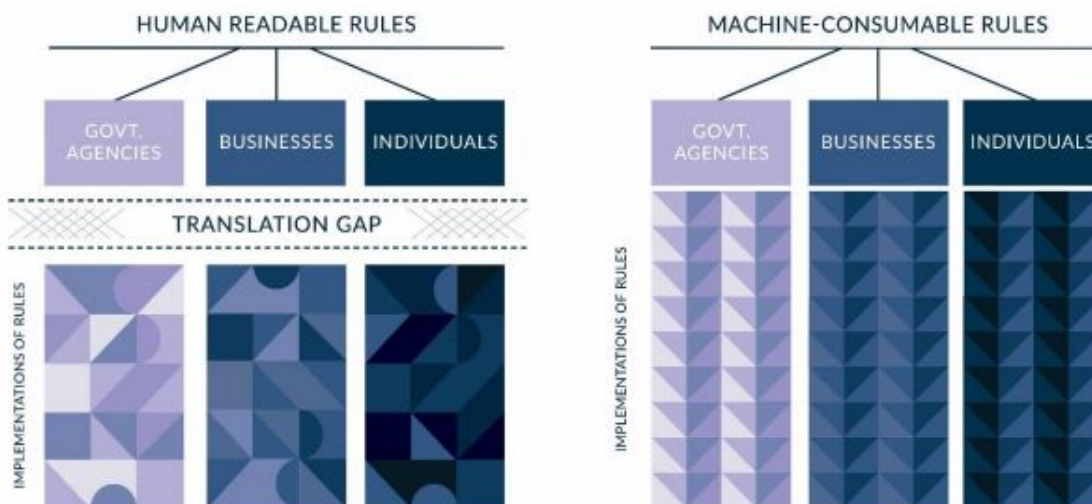 HUMAN READABLE RULES
GOVT.
AGENCIES
BUSINESSES
INDIVIDUALS
TRANSLATION GAP
IMPLEMENTATIONS OF RULES
MACHINE-CONSUMABLE RULES
GOVT.
AGENCIES
BUSINESSES
INDIVIDUALS
IMPLEMENTATIONS OF RULES